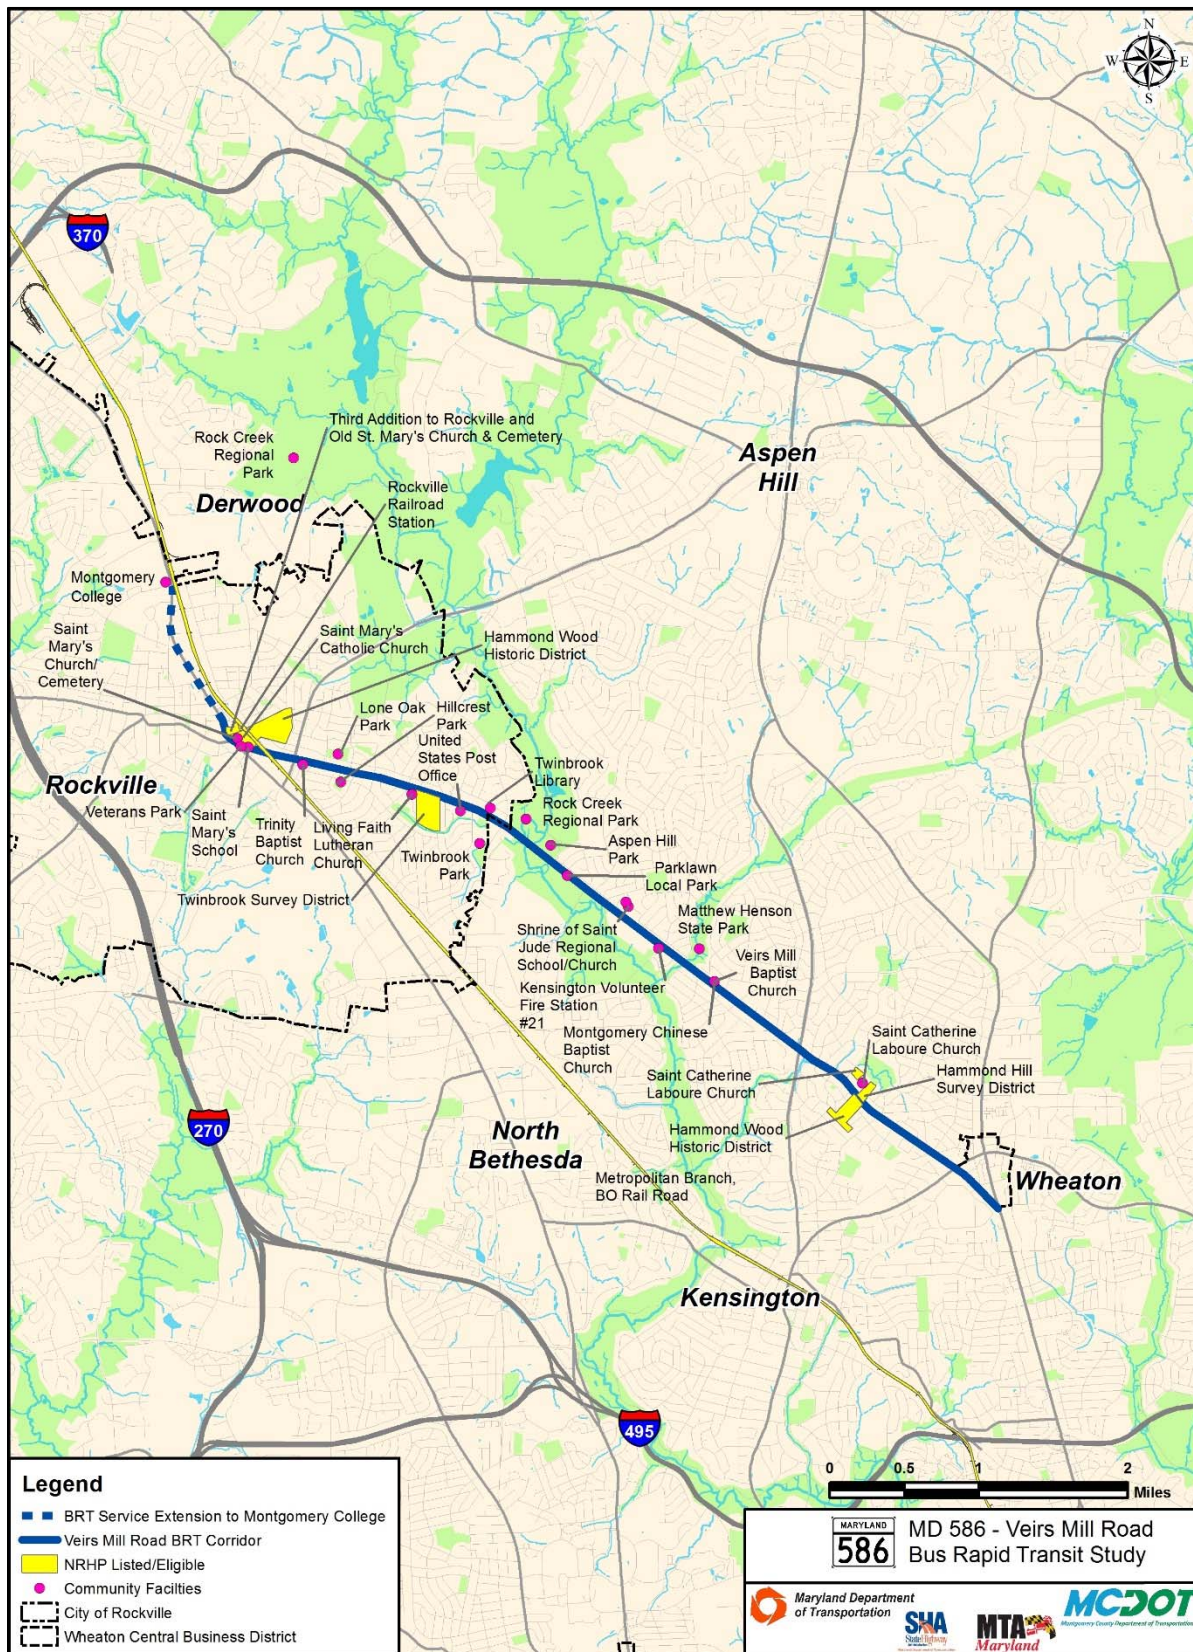 N
W
E
S
370
Third Addition to Rockville and
Old St. Mary's Church & Cemetery
Rock Creek
Regional
Park
Aspen
Hill
Derwood
Rockville
Railroad
Station
Montgomery
College
Saint
Mary's
Church/
Cemetery
Saint Mary's
Catholic Church
Hammond Wood
Historic District
Lone Oak
Park
Hillcrest
Park
United
States Post
Office
Twinbrook
Library
Rockville
Veterans Park
Saint
Mary's
School
Trinity
Baptist
Church
Living Faith
Lutheran
Church
Rock Creek
Regional Park
Aspen Hill
Park
Twinbrook
Park
Parklawn
Local Park
Twinbrook Survey District
Matthew Henson
State Park
Shrine of Saint
Jude Regional
School/Church
Veirs Mill
Baptist
Church
Kensington Volunteer
Fire Station
#21
Montgomery Chinese
Baptist
Church
Saint Catherine
Laboure Church
Saint Catherine
Laboure Church
Hammond Hill
Survey District
270
Hammond Wood
Historic District
North
Bethesda
Metropolitan Branch,
BO Rail Road
Wheaton
Kensington
495
0 0.5 1 2
Miles
Legend
BRT Service Extension to Montgomery College
Veirs Mill Road BRT Corridor
NRHP Listed/Eligible
Community Facilties
City of Rockville
Wheaton Central Business District
MARYLAND
586
MD 586 - Veirs Mill Road
Bus Rapid Transit Study
Maryland Department
of Transportation
SHA
State Highway
MTA
Maryland
MCDOT
Montgomery County Department of Transportation